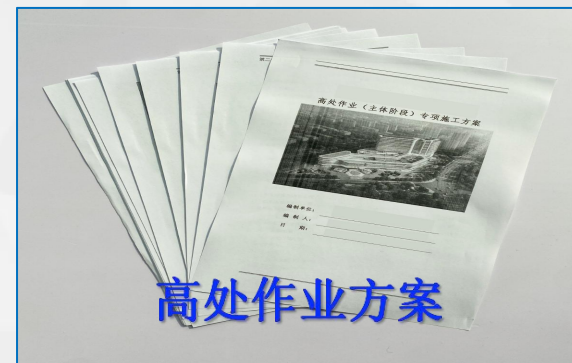 高处作业（主体阶段）专项施工方案
编制单位：
编 制 人：
日 期：
高处作业方案